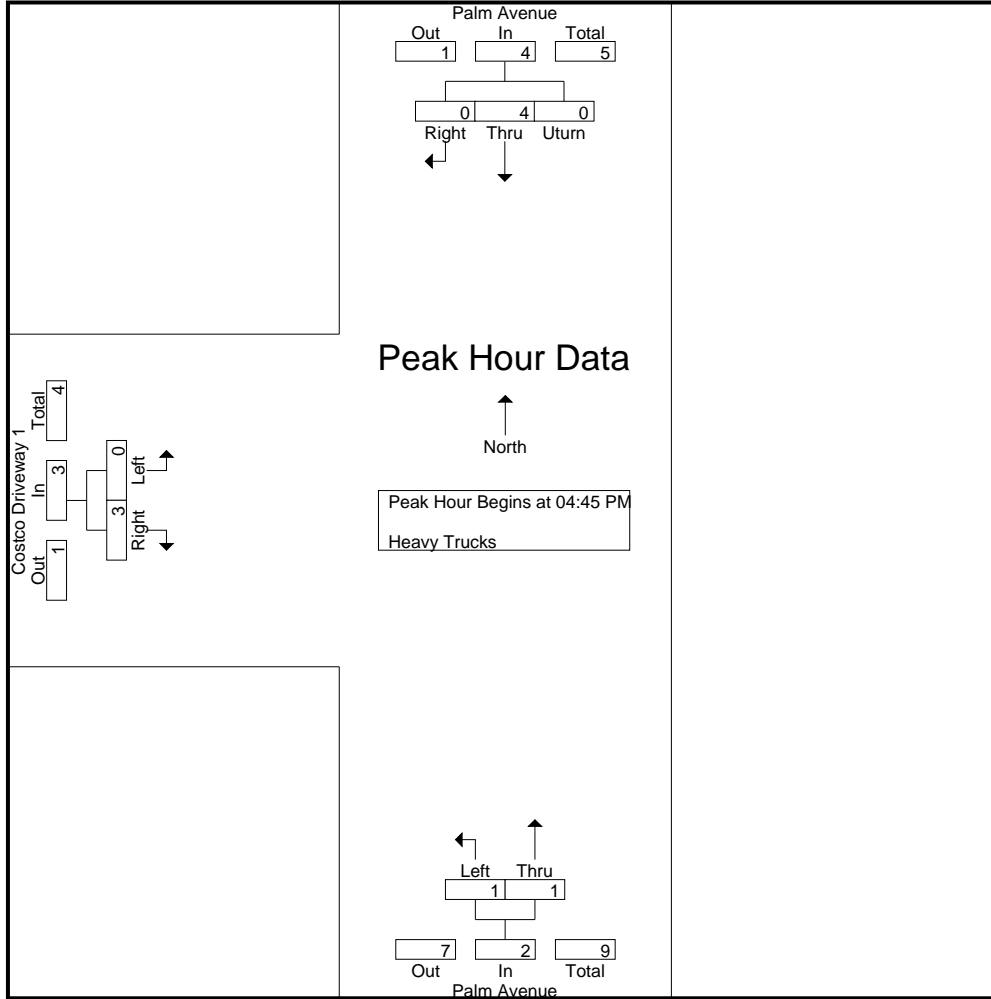 Palm Avenue
Out In Total
1 4 5
0 4 0
Right Thru Uturn
Peak Hour Data
North
Peak Hour Begins at 04:45 PM
Heavy Trucks
Costco Driveway 1
Out In Total
1 3 4
3 0
Right Left
Left Thru
1 1
7 2 9
Out In Total
Palm Avenue